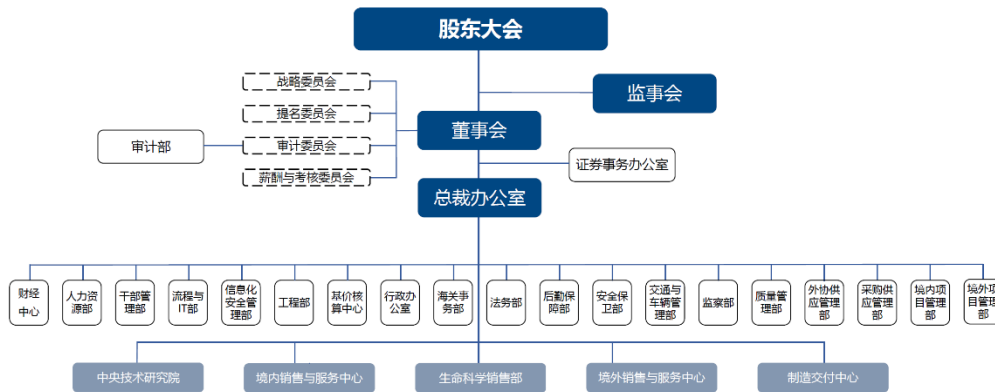 股东大会
监事会
战略委员会
提名委员会
董事会
审计部
审计委员会
证券事务办公室
薪酬与考核委员会
总裁办公室
财经
中心
人力资
源部
干部管
理部
流程与
IT部
信息化
安全管
理部
工程部
基价核
算中心
行政办
公室
海关事
务部
法务部
后勤保
障部
安全保
卫部
交通与
车辆管
理部
监察部
质量管
理部
外协供
应管理
部
采购供
应管理
部
境内项
目管理
部
境外项
目管理
部
中央技术研究院
境内销售与服务中心
生命科学销售部
境外销售与服务中心
制造交付中心